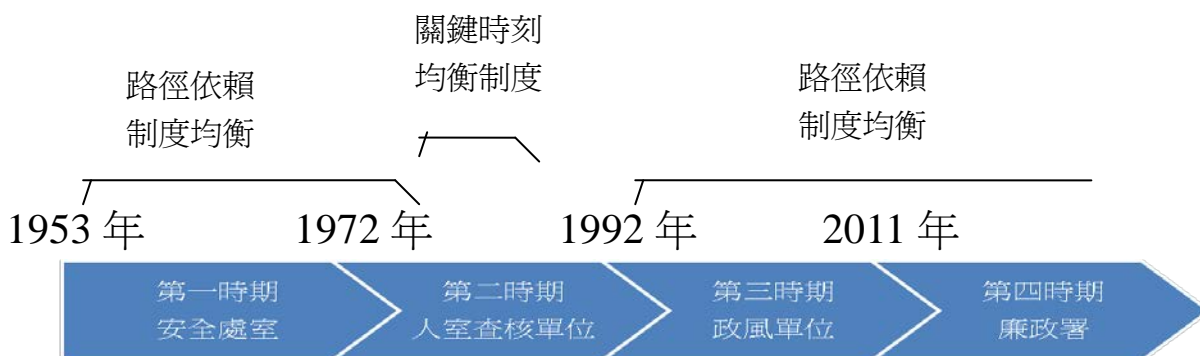 關鍵時刻
均衡制度
路徑依賴
制度均衡
路徑依賴
制度均衡
1953 年
1972 年
1992 年
2011 年
第一時期
安全處室
第二時期
人室查核單位
第三時期
政風單位
第四時期
廉政署